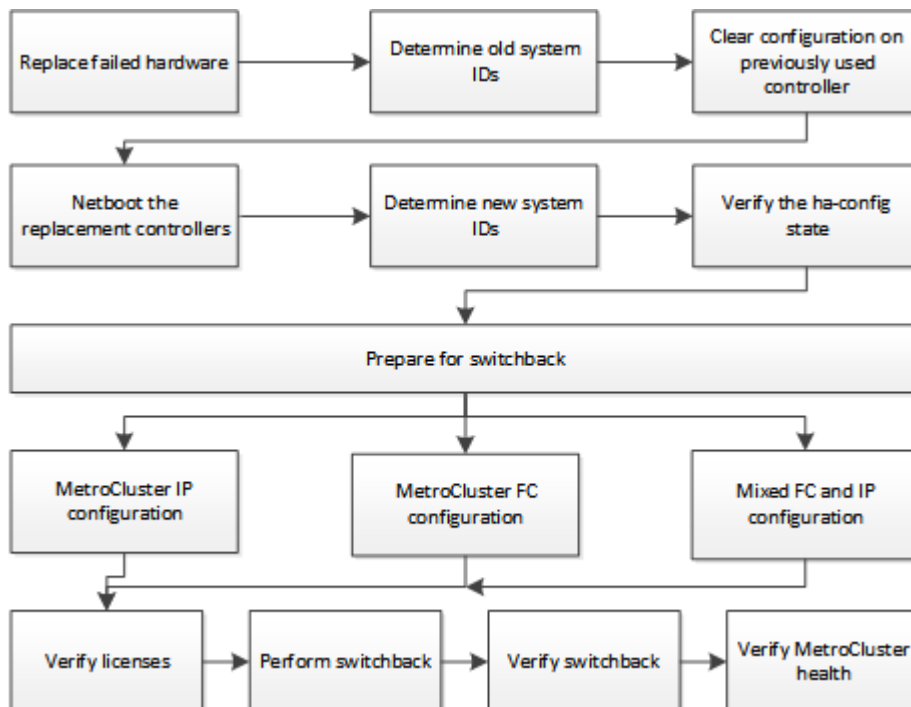 Replace failed hardware
Determine old system
IDs
Clear configuration on
previously used
controller
Netboot the
replacement controllers
Determine new system
IDs
Verify the ha-config
state
Prepare for switchback
MetroCluster IP
configuration
MetroCluster FC
configuration
Mixed FC and IP
configuration
Verify licenses
Perform switchback
Verify switchback
Verify MetroCluster
health